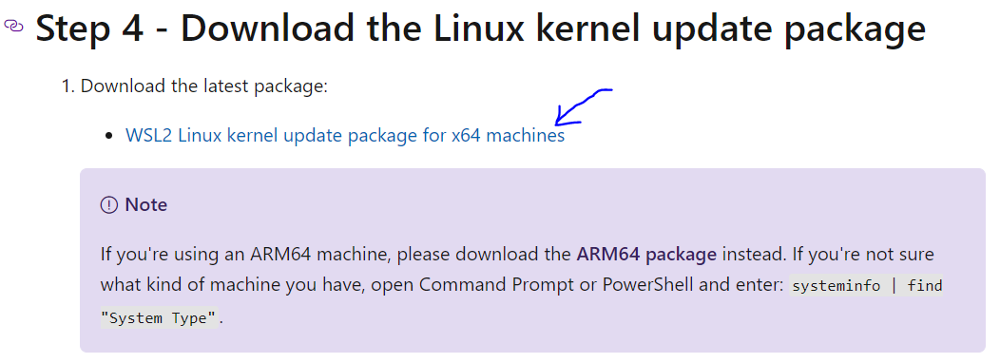 Step 4 - Download the Linux kernel update package
1. Download the latest package:
• WSL2 Linux kernel update package for x64 machines
Note
If you're using an ARM64 machine, please download the ARM64 package instead. If you're not sure
what kind of machine you have, open Command Prompt or PowerShell and enter: systeminfo | find
"System Type".